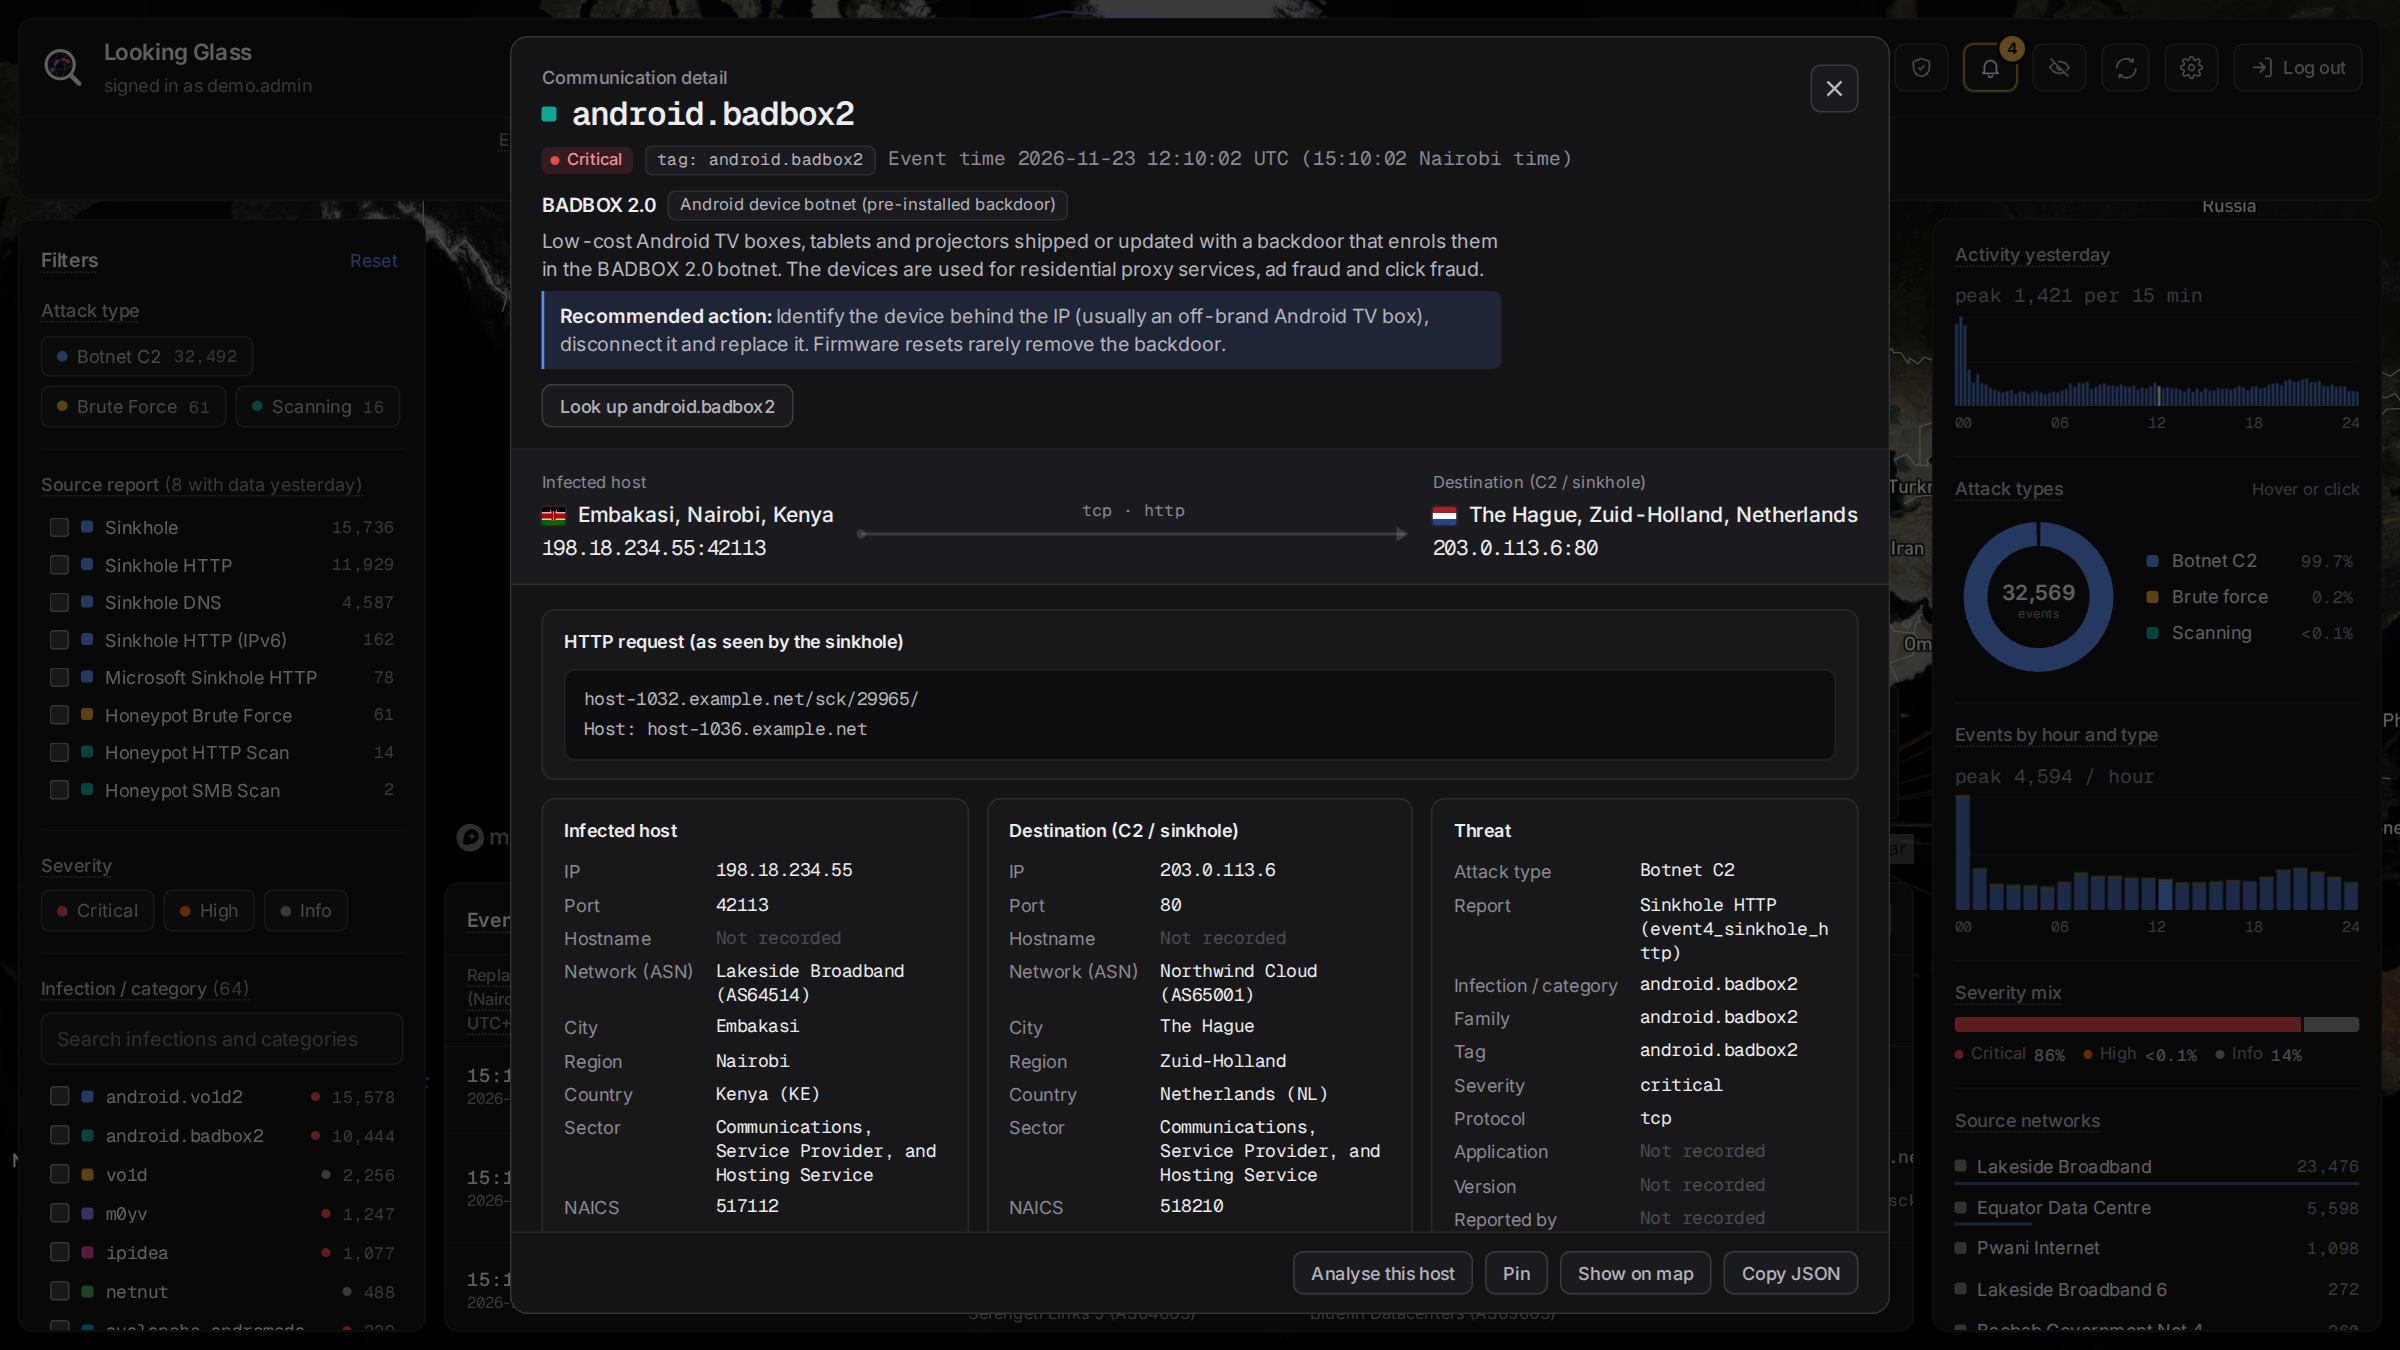 Looking Glass
signed in as demo.admin
4
Log out
Communication detail
android.badbox2
Critical
tag: android.badbox2
Event time 2026-11-23 12:10:02 UTC (15:10:02 Nairobi time)
BADBOX 2.0
Android device botnet (pre-installed backdoor)
Low-cost Android TV boxes, tablets and projectors shipped or updated with a backdoor that enrols them
in the BADBOX 2.0 botnet. The devices are used for residential proxy services, ad fraud and click fraud.
Recommended action: Identify the device behind the IP (usually an off-brand Android TV box),
disconnect it and replace it. Firmware resets rarely remove the backdoor.
Look up android.badbox2
Infected host
Embakasi, Nairobi, Kenya
198.18.234.55:42113
tcp · http
Destination (C2 / sinkhole)
The Hague, Zuid-Holland, Netherlands
203.0.113.6:80
HTTP request (as seen by the sinkhole)
host-1032.example.net/sck/29965/
Host: host-1036.example.net
Infected host
IP 198.18.234.55
Port 42113
Hostname Not recorded
Network (ASN) Lakeside Broadband
(AS64514)
City Embakasi
Region Nairobi
Country Kenya (KE)
Sector Communications,
Service Provider, and
Hosting Service
NAICS 517112
Destination (C2 / sinkhole)
IP 203.0.113.6
Port 80
Hostname Not recorded
Network (ASN) Northwind Cloud
(AS65001)
City The Hague
Region Zuid-Holland
Country Netherlands (NL)
Sector Communications,
Service Provider, and
Hosting Service
NAICS 518210
Threat
Attack type Botnet C2
Report Sinkhole HTTP
(event4_sinkhole_h
ttp)
Infection / category android.badbox2
Family android.badbox2
Tag android.badbox2
Severity critical
Protocol tcp
Application Not recorded
Version Not recorded
Reported by Not recorded
Analyse this host
Pin
Show on map
Copy JSON
Filters
Reset
Attack type
Botnet C2 32,492
Brute Force 61
Scanning 16
Source report (8 with data yesterday)
Sinkhole 15,736
Sinkhole HTTP 11,929
Sinkhole DNS 4,587
Sinkhole HTTP (IPv6) 162
Microsoft Sinkhole HTTP 78
Honeypot Brute Force 61
Honeypot HTTP Scan 14
Honeypot SMB Scan 2
Severity
Critical
High
Info
Infection / category (64)
Search infections and categories
android.vo1d2 15,578
android.badbox2 10,444
vo1d 2,256
m0yv 1,247
ipidea 1,077
netnut 488
Russia
Iran
Activity yesterday
peak 1,421 per 15 min
00 06 12 18 24
Attack types
Hover or click
32,569
events
Botnet C2 99.7%
Brute force 0.2%
Scanning <0.1%
Events by hour and type
peak 4,594 / hour
00 06 12 18 24
Severity mix
Critical 86%
High <0.1%
Info 14%
Source networks
Lakeside Broadband 23,476
Equator Data Centre 5,598
Pwani Internet 1,098
Lakeside Broadband 6 272